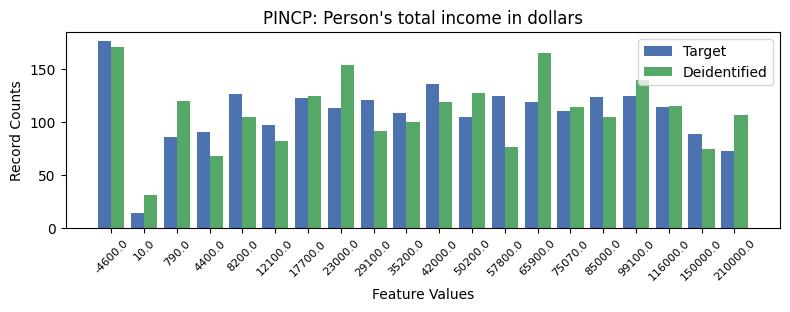 PINCP: Person's total income in dollars
Target
Deidentified
Record Counts
150
100
50
0
-4600.0 10.0 790.0 4400.0 8200.0 12100.0 17700.0 23000.0 29100.0 35200.0 42000.0 50200.0 57800.0 65900.0 75070.0 85000.0 99100.0 116000.0 150000.0 210000.0
Feature Values